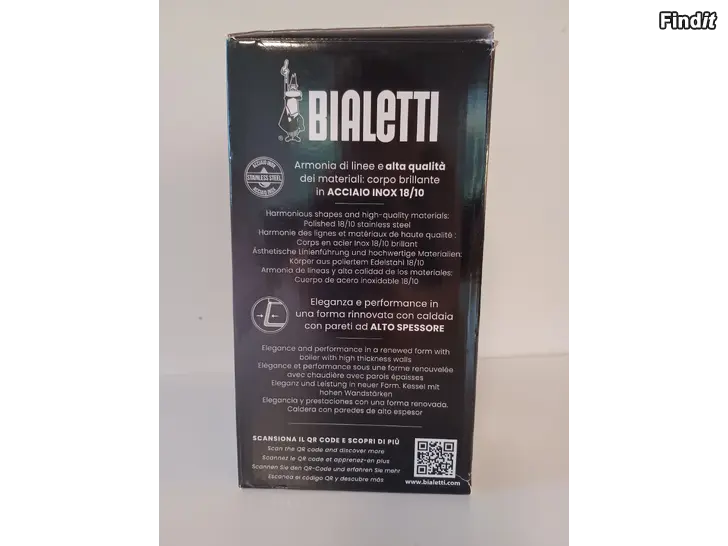 Findit
BIALETTI
ACCIAIO INOX
STAINLESS STEEL
ACCIAIO INOX
Armonia di linee e alta qualità
dei materiali: corpo brillante
in ACCIAIO INOX 18/10
Harmonious shapes and high-quality materials:
Polished 18/10 stainless steel
Harmonie des lignes et matériaux de haute qualité :
Corps en acier Inox 18/10 brillant
Ästhetische Linienführung und hochwertige Materialien:
Körper aus poliertem Edelstahl 18/10
Armonia de lineas y alta calidad de los materiales:
Cuerpo de acero inoxidable 18/10
Eleganza e performance in
una forma rinnovata con caldaia
con pareti ad ALTO SPESSORE
Elegance and performance in a renewed form with
boiler with high thickness walls
Elegance et performance sous une forme renouvelée
avec chaudière avec parois épaisses
Eleganz und Leistung in neuer Form. Kessel mit
hohen Wandstärken
Elegancia y prestaciones con una forma renovada.
Caldera con paredes de alto espesor
SCANSIONA IL QR CODE E SCOPRI DI PIÙ
Scan the QR code and discover more
Scannez le QR code et apprenez-en plus
Scannen Sie den QR-Code und erfahren Sie mehr
Escanea el código QR y descubre más
www.bialetti.com